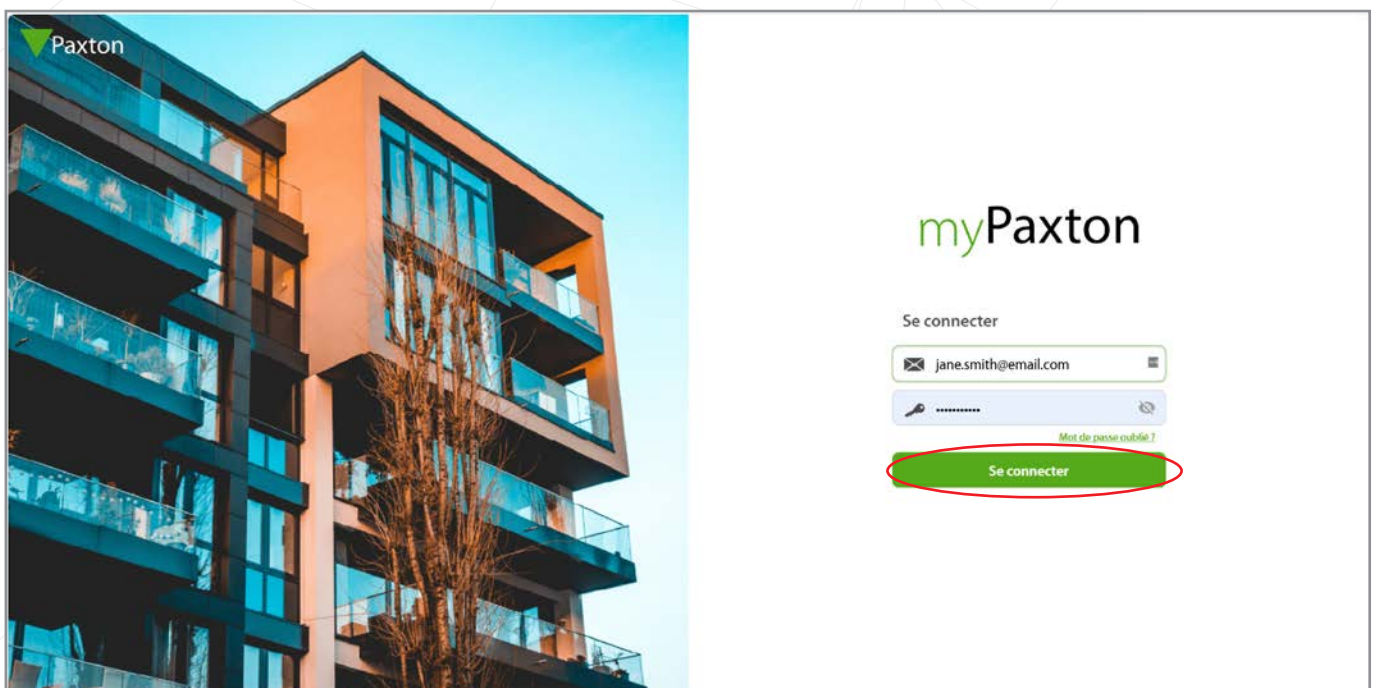 Paxton
myPaxton
Se connecter
jane.smith@email.com
•••••••••••
Mot de passe oublié ?
Se connecter